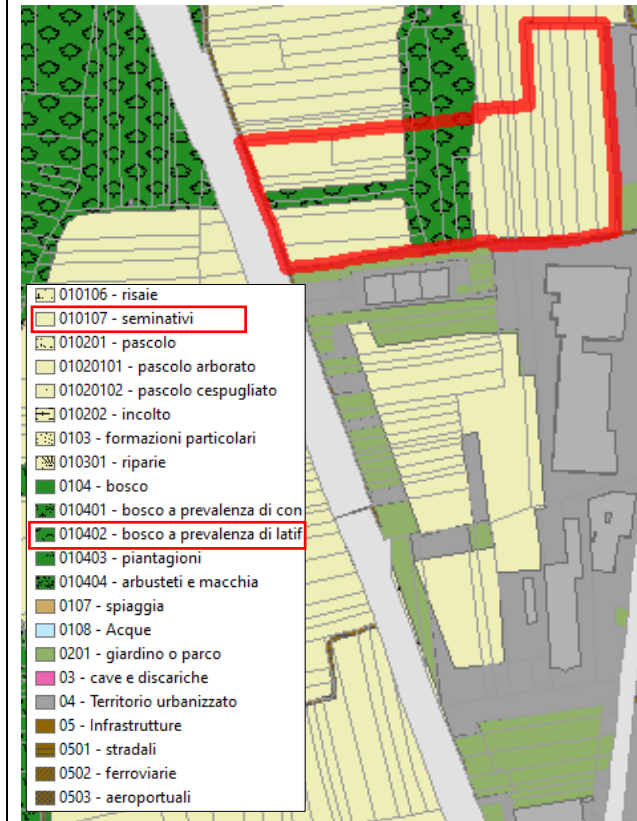 010106 - risaie
010107 - seminativi
010201 - pascolo
01020101 - pascolo arborato
01020102 - pascolo cespugliato
010202 - incolto
0103 - formazioni particolari
010301 - riparie
0104 - bosco
010401 - bosco a prevalenza di con
010402 - bosco a prevalenza di latif
010403 - piantagioni
010404 - arbusteti e macchia
0107 - spiaggia
0108 - Acque
0201 - giardino o parco
03 - cave e discariche
04 - Territorio urbanizzato
05 - Infrastrutture
0501 - stradali
0502 - ferroviarie
0503 - aeroportuali